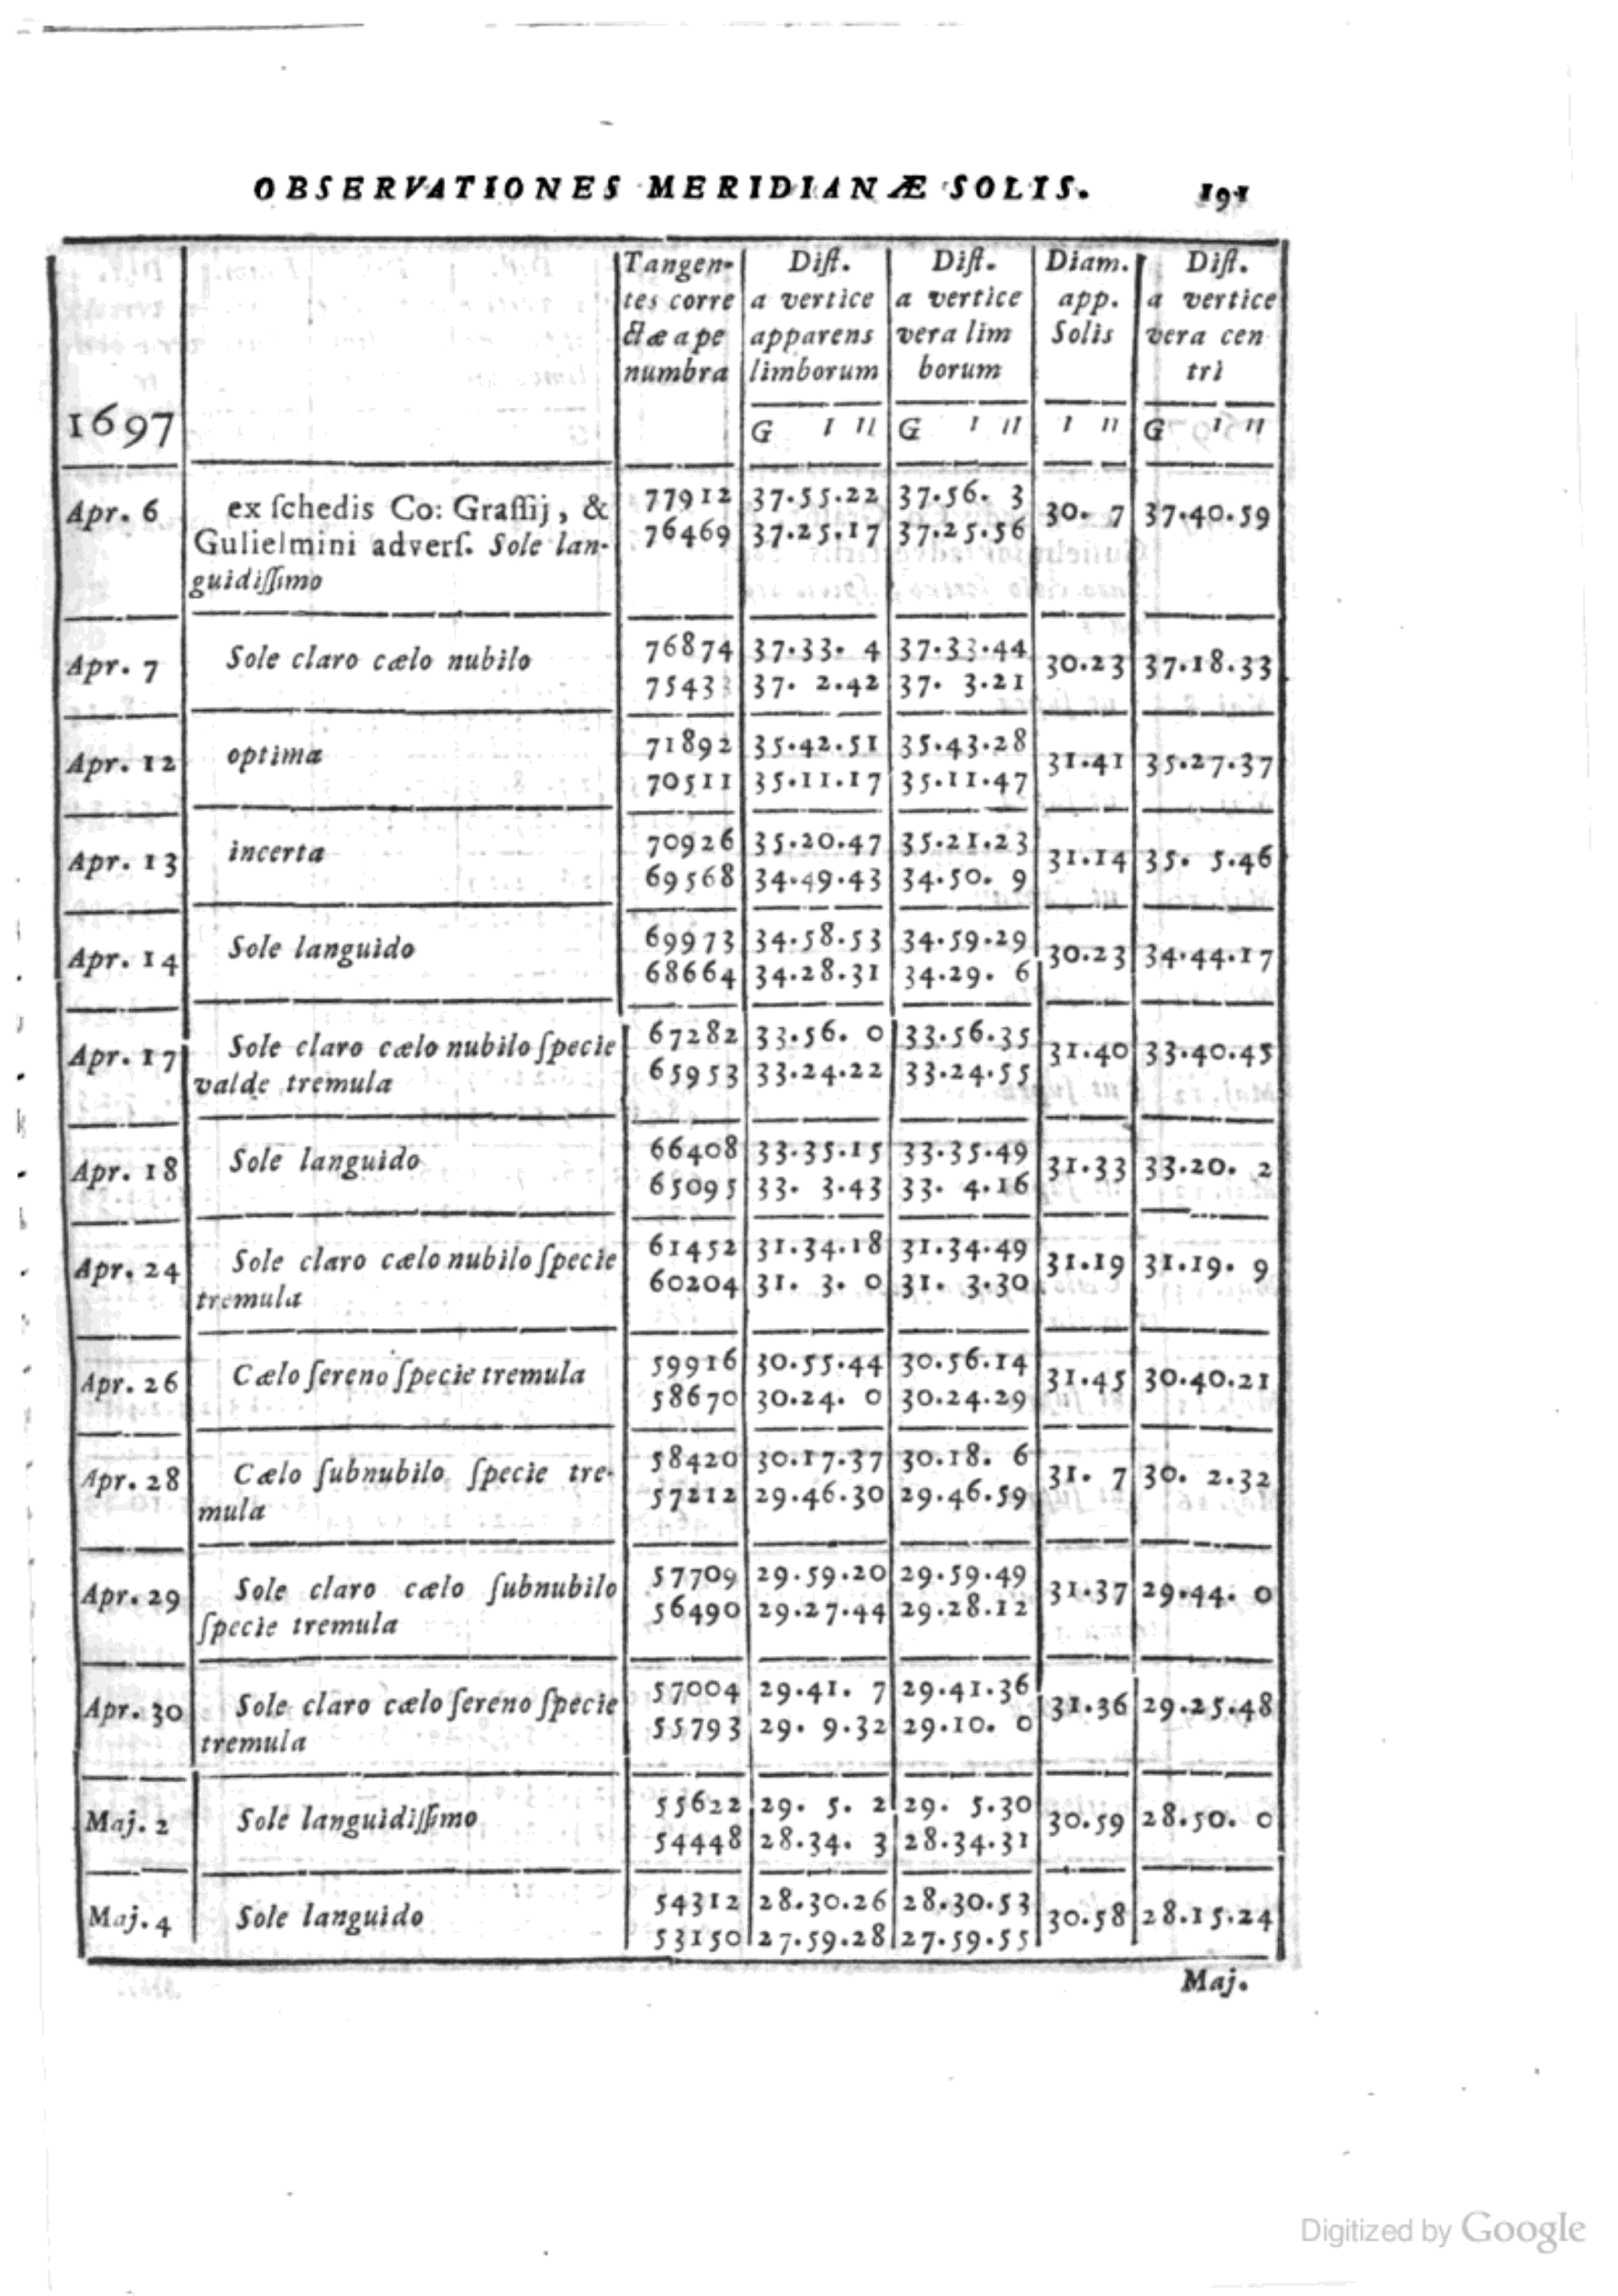 OBSERVATIONES MERIDIANÆ SOLIS. 191
Tangen- Diſt. Diſt. Diam. Diſt.
tes corre a vertice a vertice app. a vertice
ctæ a pe apparens vera lim Solis vera cen
numbra limborum borum tri
1697 G I II G I II I II G I II
77912 37.55.22 37.56. 3
Apr. 6 ex ſchedis Co: Graſſij, & 30. 7 37.40.59
Gulielmini adverſ. Sole lan- 76469 37.25.17 37.25.56
guidiſſimo
76874 37.33. 4 37.33.44
Apr. 7 Sole claro cælo nubilo 30.23 37.18.33
75433 37. 2.42 37. 3.21
71892 35.42.51 35.43.28
Apr. 12 optima 31.41 35.27.37
70511 35.11.17 35.11.47
70926 35.20.47 35.21.23
Apr. 13 incerta 31.14 35. 5.46
69568 34.49.43 34.50. 9
69973 34.58.53 34.59.29
Apr. 14 Sole languido 30.23 34.44.17
68664 34.28.31 34.29. 6
67282 33.56. 0 33.56.35
Apr. 17 Sole claro cælo nubilo ſpecie 31.40 33.40.45
valde tremula 65953 33.24.22 33.24.55
66408 33.35.15 33.35.49
Apr. 18 Sole languido 31.33 33.20. 2
65095 33. 3.43 33. 4.16
61452 31.34.18 31.34.49
Apr. 24 Sole claro cælo nubilo ſpecie 31.19 31.19. 9
tremula 60204 31. 3. 0 31. 3.30
59916 30.55.44 30.56.14
Apr. 26 Cælo ſereno ſpecie tremula 31.45 30.40.21
58670 30.24. 0 30.24.29
58420 30.17.37 30.18. 6
Apr. 28 Cælo ſubnubilo ſpecie tre- 31. 7 30. 2.32
mula 57212 29.46.30 29.46.59
57709 29.59.20 29.59.49
Apr. 29 Sole claro cælo ſubnubilo 31.37 29.44. 0
ſpecie tremula 56490 29.27.44 29.28.12
57004 29.41. 7 29.41.36
Apr. 30 Sole claro cælo ſereno ſpecie 31.36 29.25.48
tremula 55793 29. 9.32 29.10. 0
55622 29. 5. 2 29. 5.30
Maj. 2 Sole languidiſſimo 30.59 28.50. 0
54448 28.34. 3 28.34.31
54312 28.30.26 28.30.53
Maj. 4 Sole languido 30.58 28.15.24
53150 27.59.28 27.59.55
Maj.
Digitized by Google